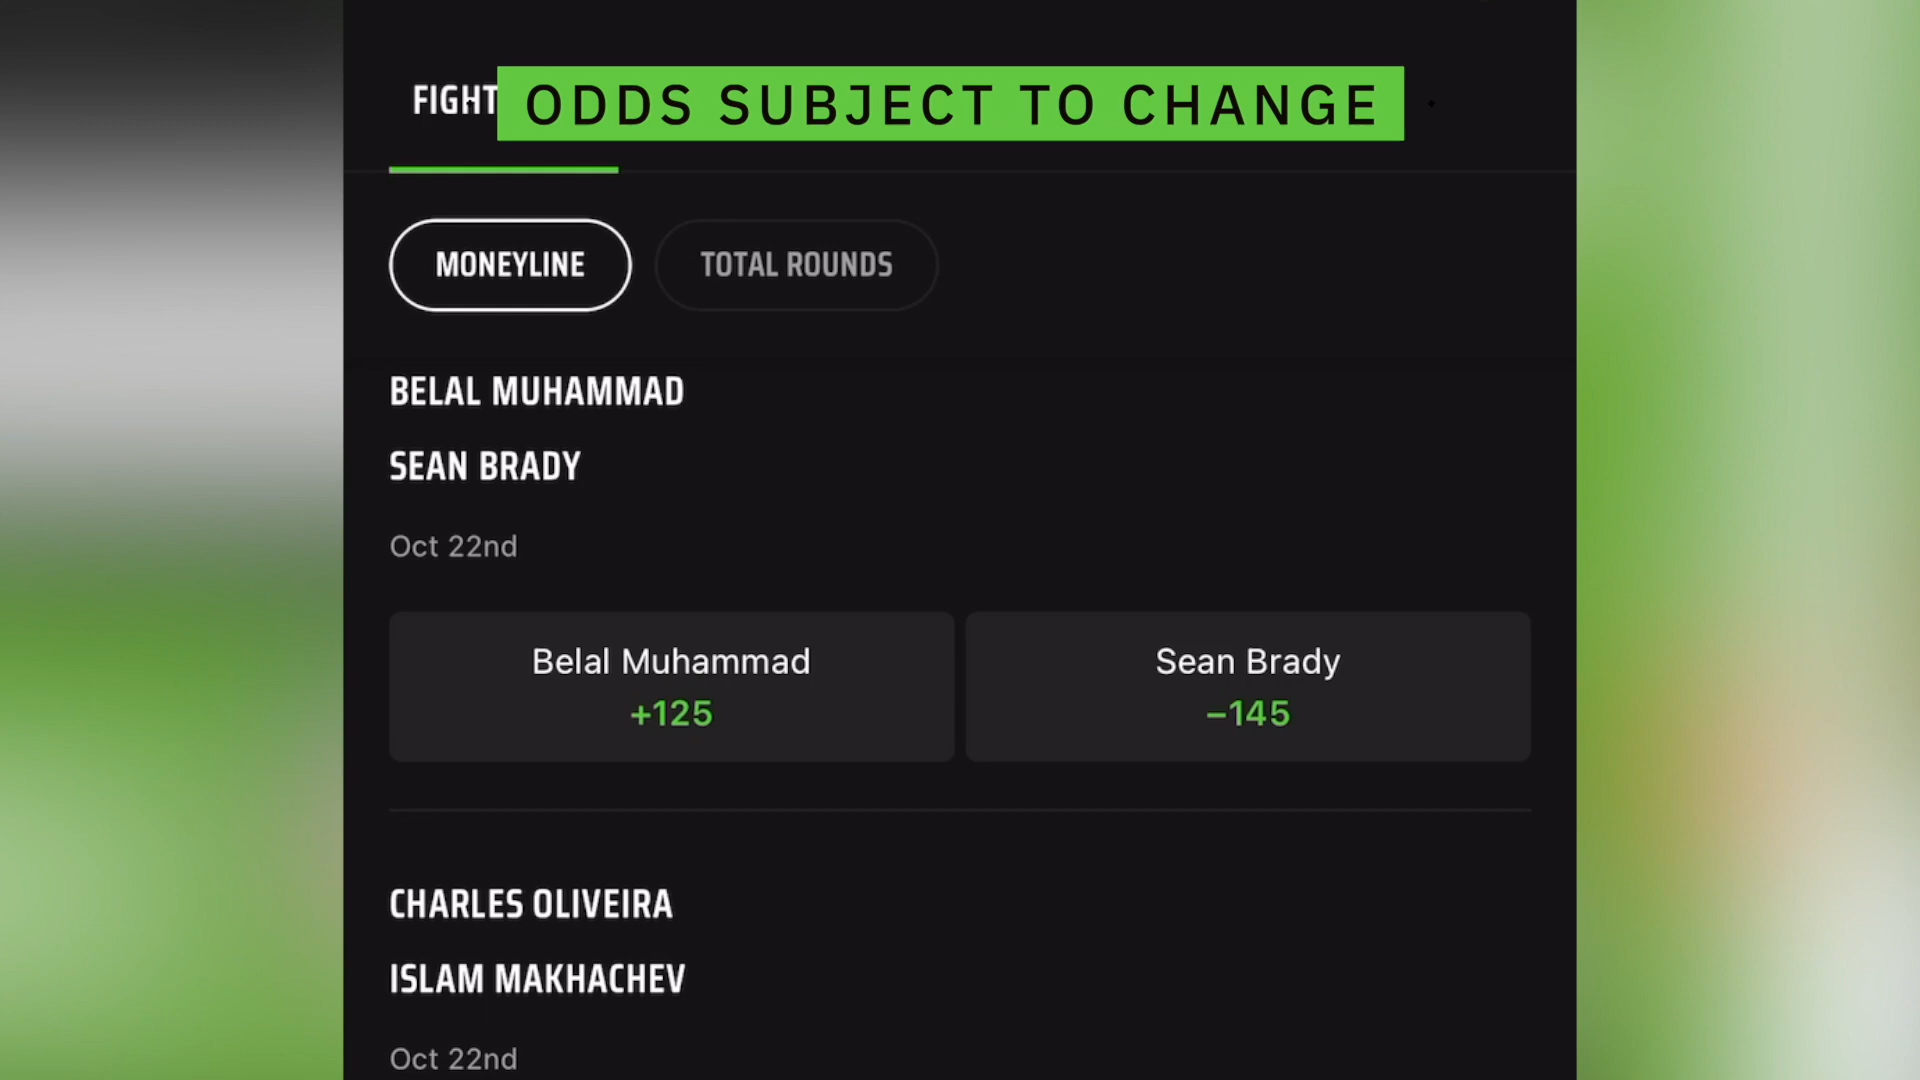 FIGHT
ODDS SUBJECT TO CHANGE
MONEYLINE
TOTAL ROUNDS
BELAL MUHAMMAD
SEAN BRADY
Oct 22nd
Belal Muhammad
+125
Sean Brady
−145
CHARLES OLIVEIRA
ISLAM MAKHACHEV
Oct 22nd